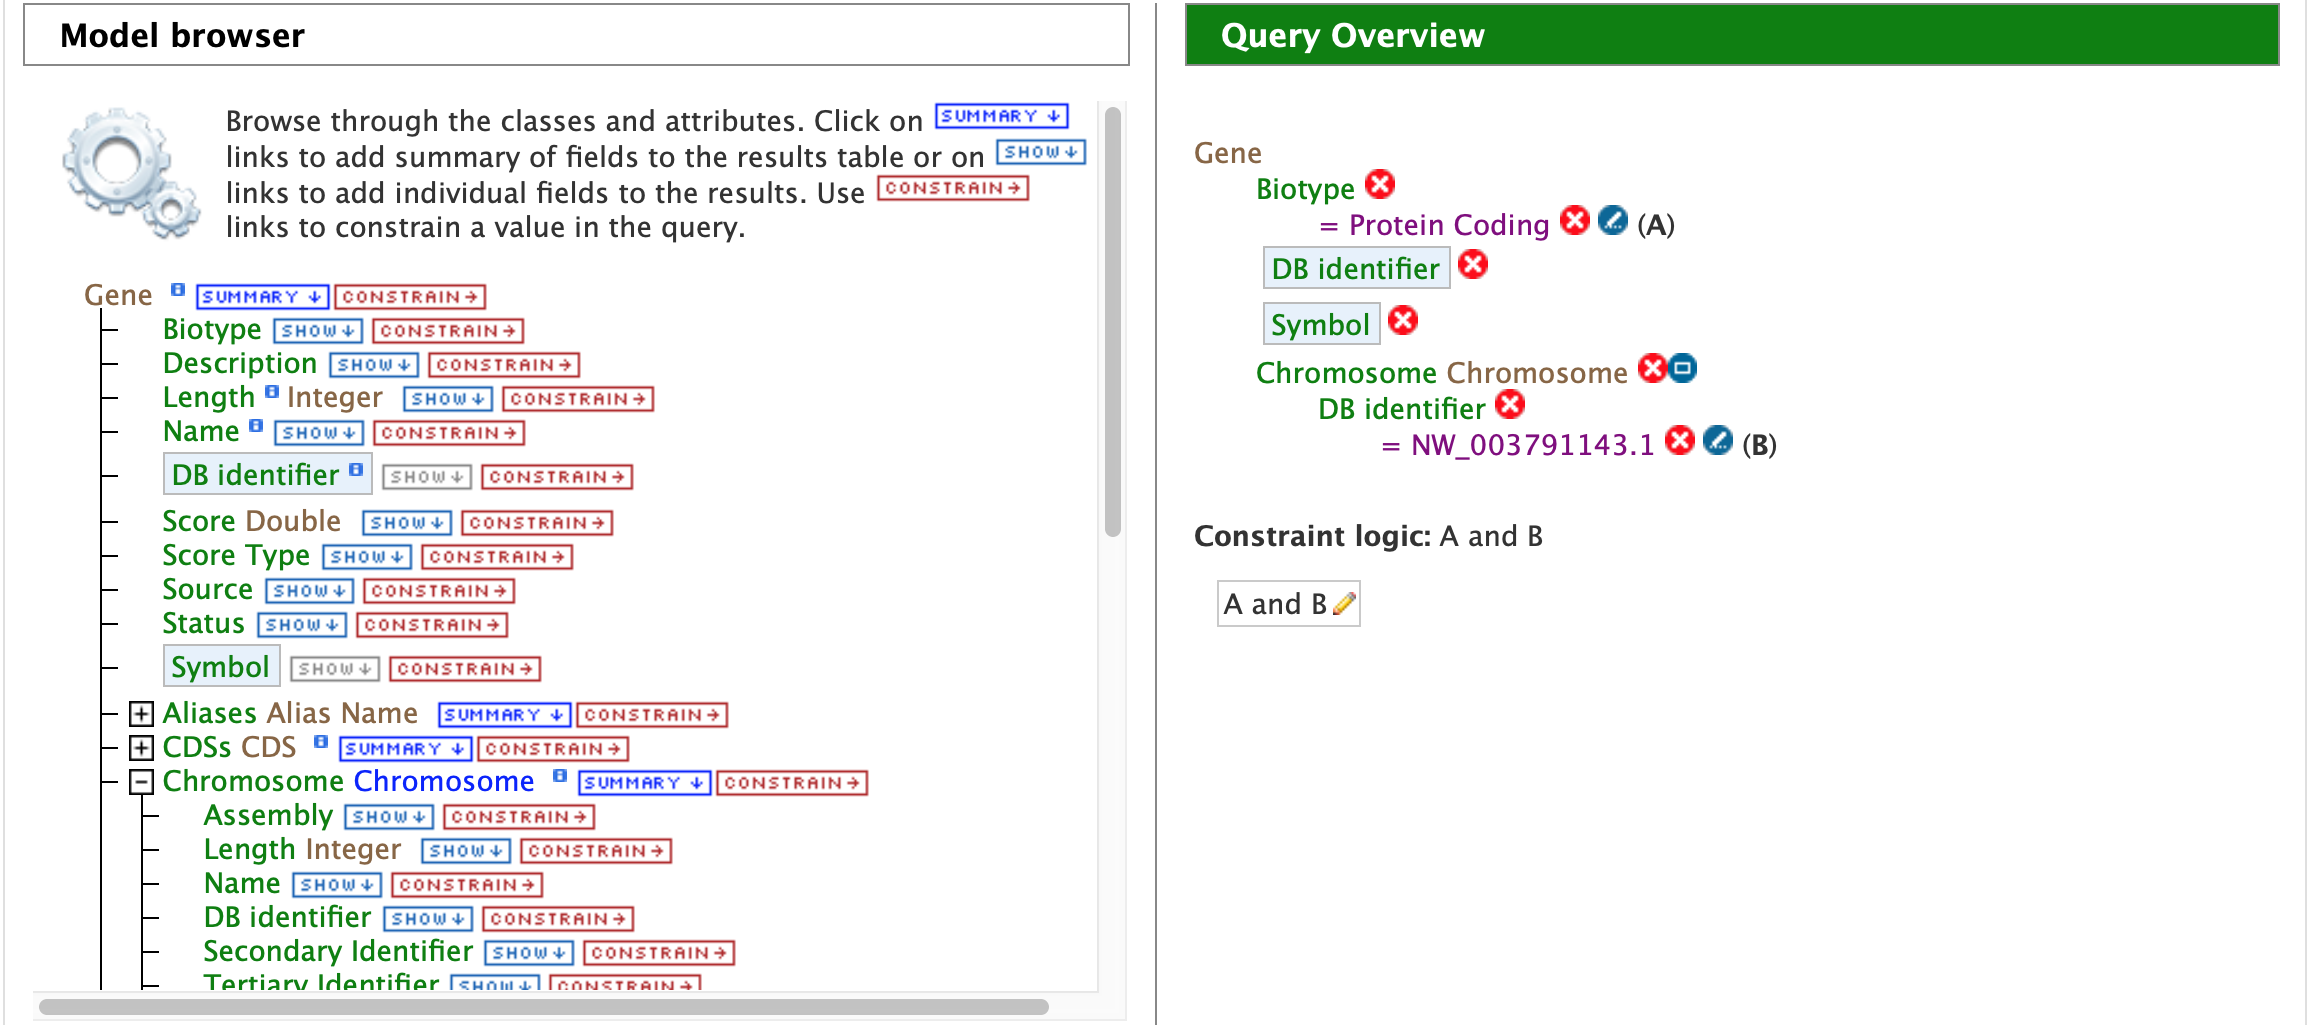 Model browser
Browse through the classes and attributes. Click on SUMMARY ↓
links to add summary of fields to the results table or on SHOW ↓
links to add individual fields to the results. Use CONSTRAIN →
links to constrain a value in the query.
Gene SUMMARY ↓ CONSTRAIN →
Biotype SHOW ↓ CONSTRAIN →
Description SHOW ↓ CONSTRAIN →
Length Integer SHOW ↓ CONSTRAIN →
Name SHOW ↓ CONSTRAIN →
DB identifier SHOW ↓ CONSTRAIN →
Score Double SHOW ↓ CONSTRAIN →
Score Type SHOW ↓ CONSTRAIN →
Source SHOW ↓ CONSTRAIN →
Status SHOW ↓ CONSTRAIN →
Symbol SHOW ↓ CONSTRAIN →
Aliases Alias Name SUMMARY ↓ CONSTRAIN →
CDSs CDS SUMMARY ↓ CONSTRAIN →
Chromosome Chromosome SUMMARY ↓ CONSTRAIN →
Assembly SHOW ↓ CONSTRAIN →
Length Integer SHOW ↓ CONSTRAIN →
Name SHOW ↓ CONSTRAIN →
DB identifier SHOW ↓ CONSTRAIN →
Secondary Identifier SHOW ↓ CONSTRAIN →
Tertiary Identifier SHOW ↓ CONSTRAIN →
Query Overview
Gene
Biotype
= Protein Coding (A)
DB identifier
Symbol
Chromosome Chromosome
DB identifier
= NW_003791143.1 (B)
Constraint logic: A and B
A and B